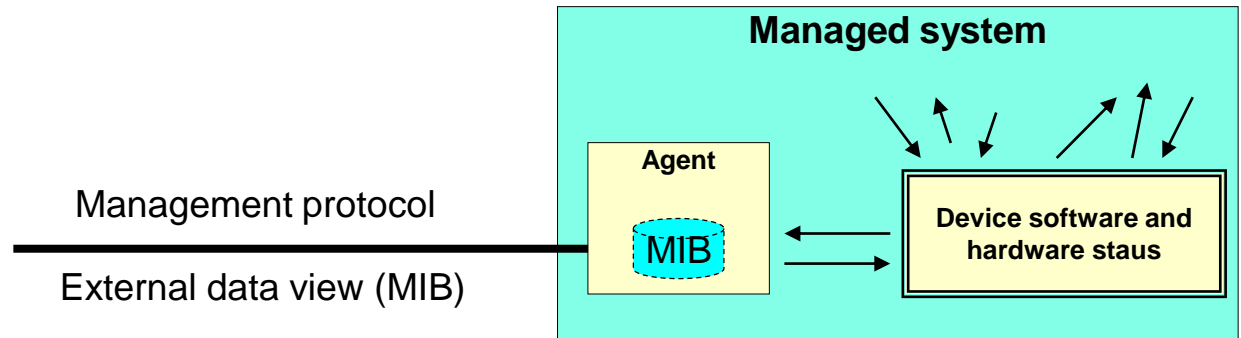 Managed system
Agent
Management protocol
MIB
Device software and
hardware staus
External data view (MIB)